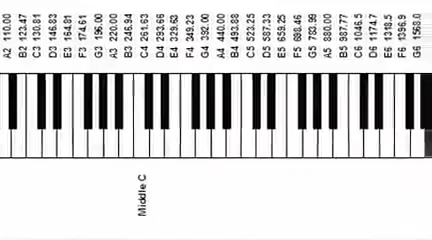 A2 110.00
B2 123.47
C3 130.81
D3 146.83
E3 164.81
F3 174.61
G3 196.00
A3 220.00
B3 246.94
C4 261.63
D4 293.66
E4 329.63
F4 349.23
G4 392.00
A4 440.00
B4 493.88
C5 523.25
D5 587.33
E5 659.25
F5 698.46
G5 783.99
A5 880.00
B5 987.77
C6 1046.5
D6 1174.7
E6 1318.5
F6 1396.9
G6 1568.0
Middle C